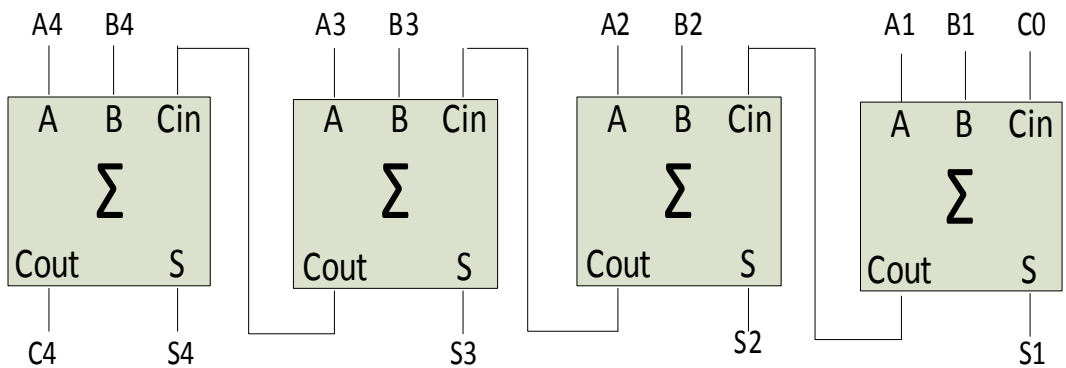 A4 B4 A3 B3 A2 B2 A1 B1 C0
A B Cin A B Cin A B Cin A B Cin
Σ Σ Σ Σ
Cout S Cout S Cout S Cout S
C4 S4 S3 S2 S1